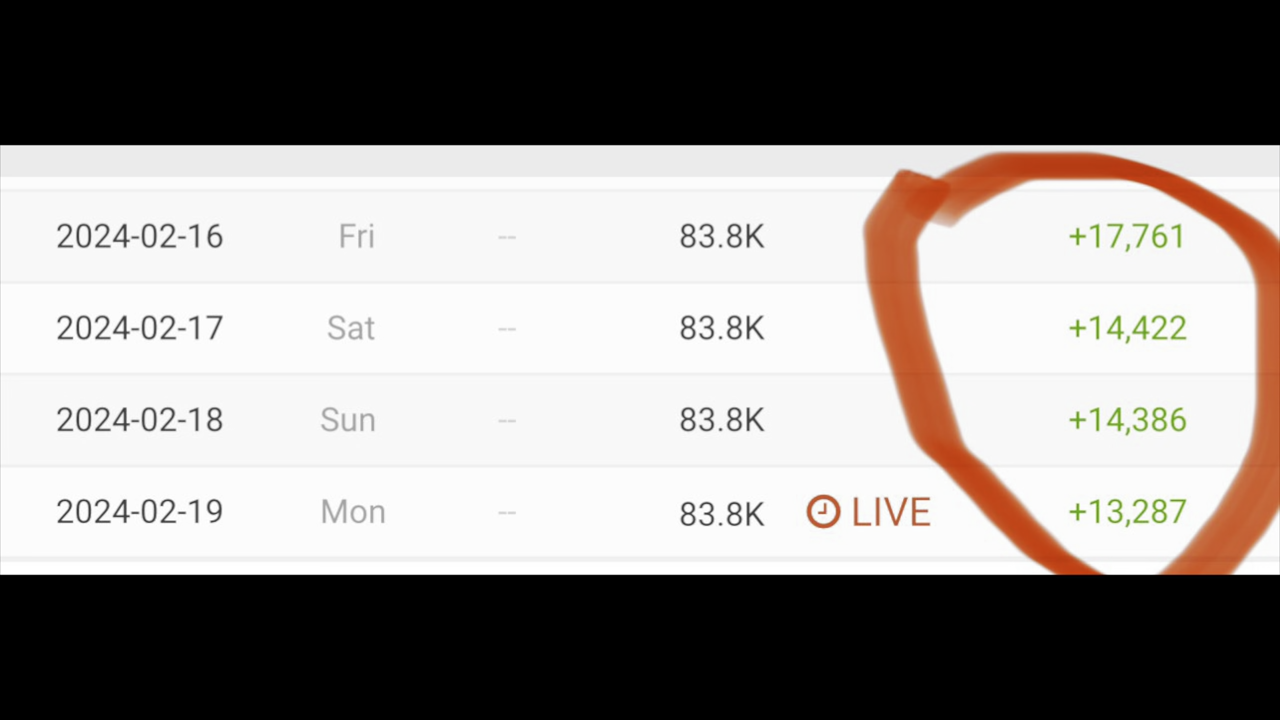 2024-02-16 Fri -- 83.8K +17,761
2024-02-17 Sat -- 83.8K +14,422
2024-02-18 Sun -- 83.8K +14,386
2024-02-19 Mon -- 83.8K LIVE +13,287